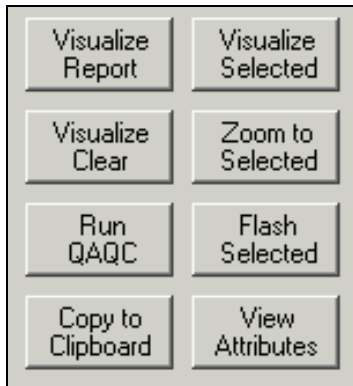 Visualize
Report
Visualize
Selected
Visualize
Clear
Zoom to
Selected
Run
QAQC
Flash
Selected
Copy to
Clipboard
View
Attributes